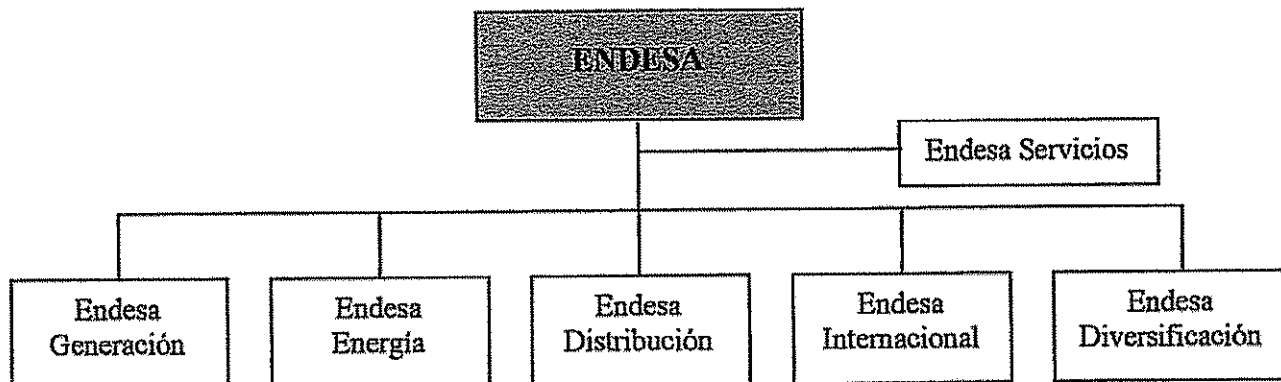 ENDESA
Endesa Servicios
Endesa
Generación
Endesa
Energía
Endesa
Distribución
Endesa
Internacional
Endesa
Diversificación